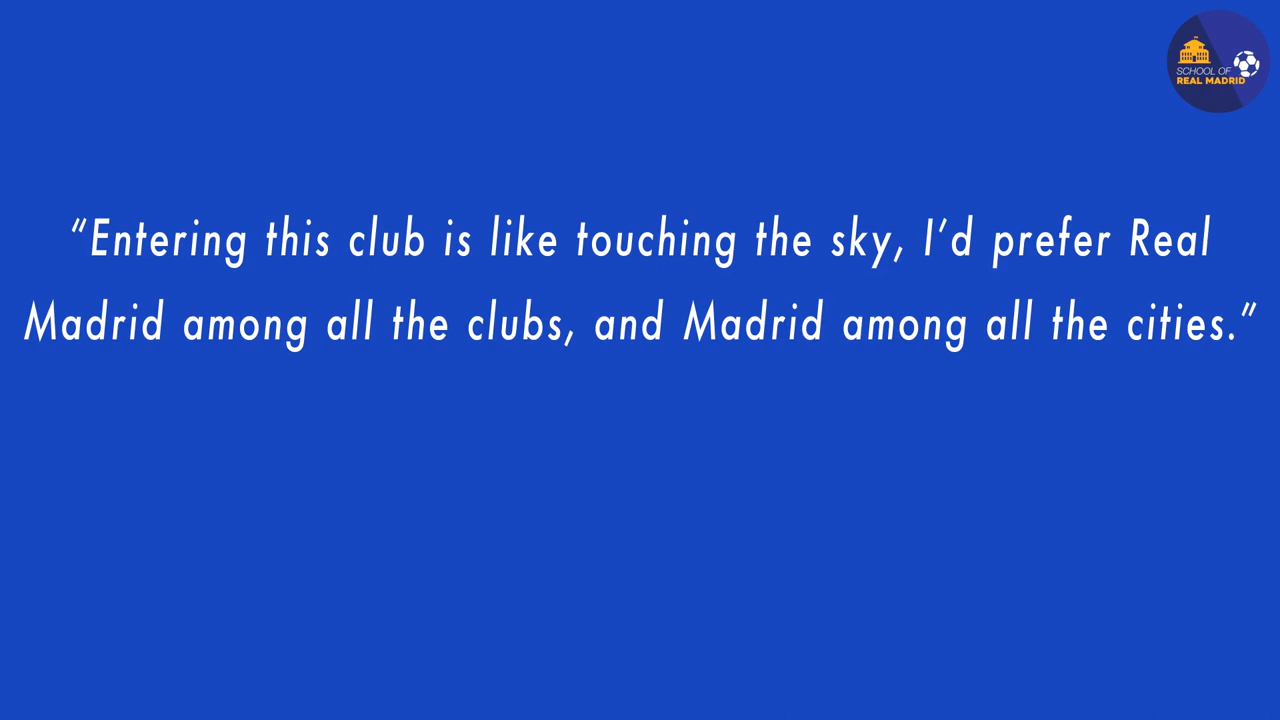 SCHOOL OF
REAL MADRID
“Entering this club is like touching the sky, I’d prefer Real
Madrid among all the clubs, and Madrid among all the cities.”